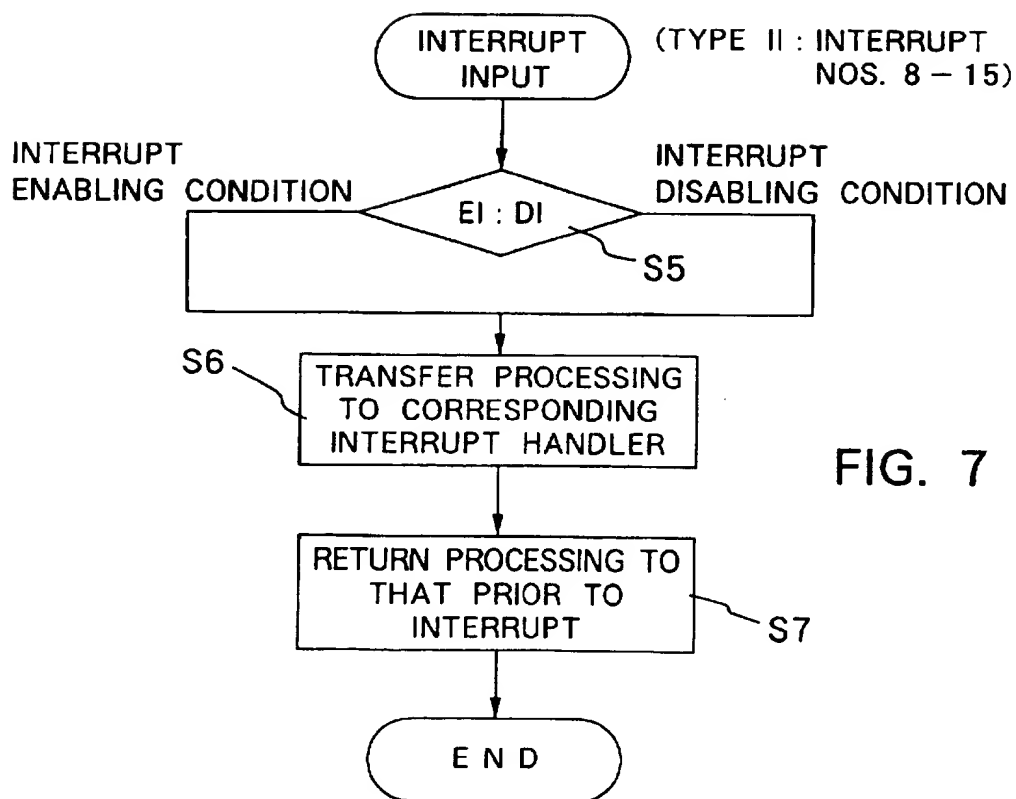 INTERRUPT
INPUT
(TYPE II : INTERRUPT
NOS. 8 – 15)
INTERRUPT
ENABLING CONDITION
INTERRUPT
DISABLING CONDITION
EI : DI
S5
S6
TRANSFER PROCESSING
TO CORRESPONDING
INTERRUPT HANDLER
FIG. 7
RETURN PROCESSING TO
THAT PRIOR TO
INTERRUPT
S7
END